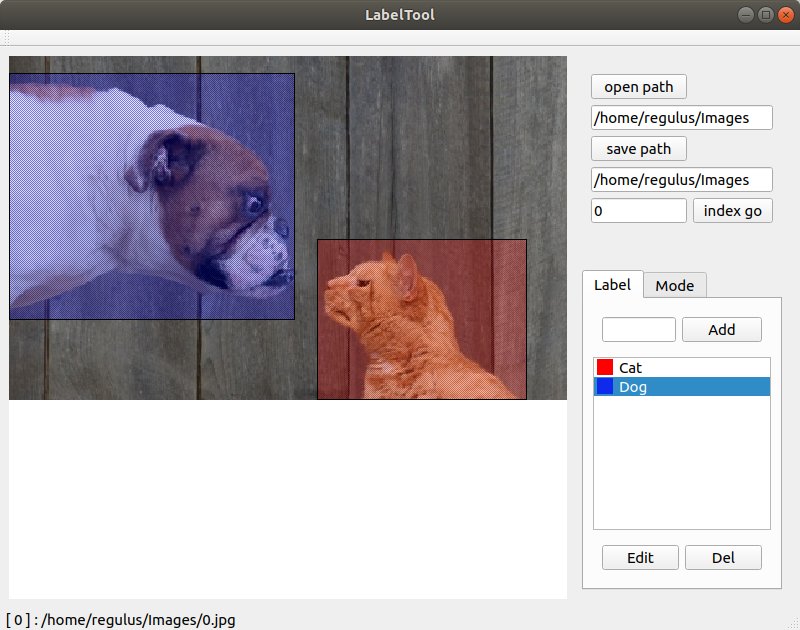 LabelTool
open path
/home/regulus/Images
save path
/home/regulus/Images
0 index go
Label Mode
Add
Cat
Dog
Edit Del
[ 0 ] : /home/regulus/Images/0.jpg